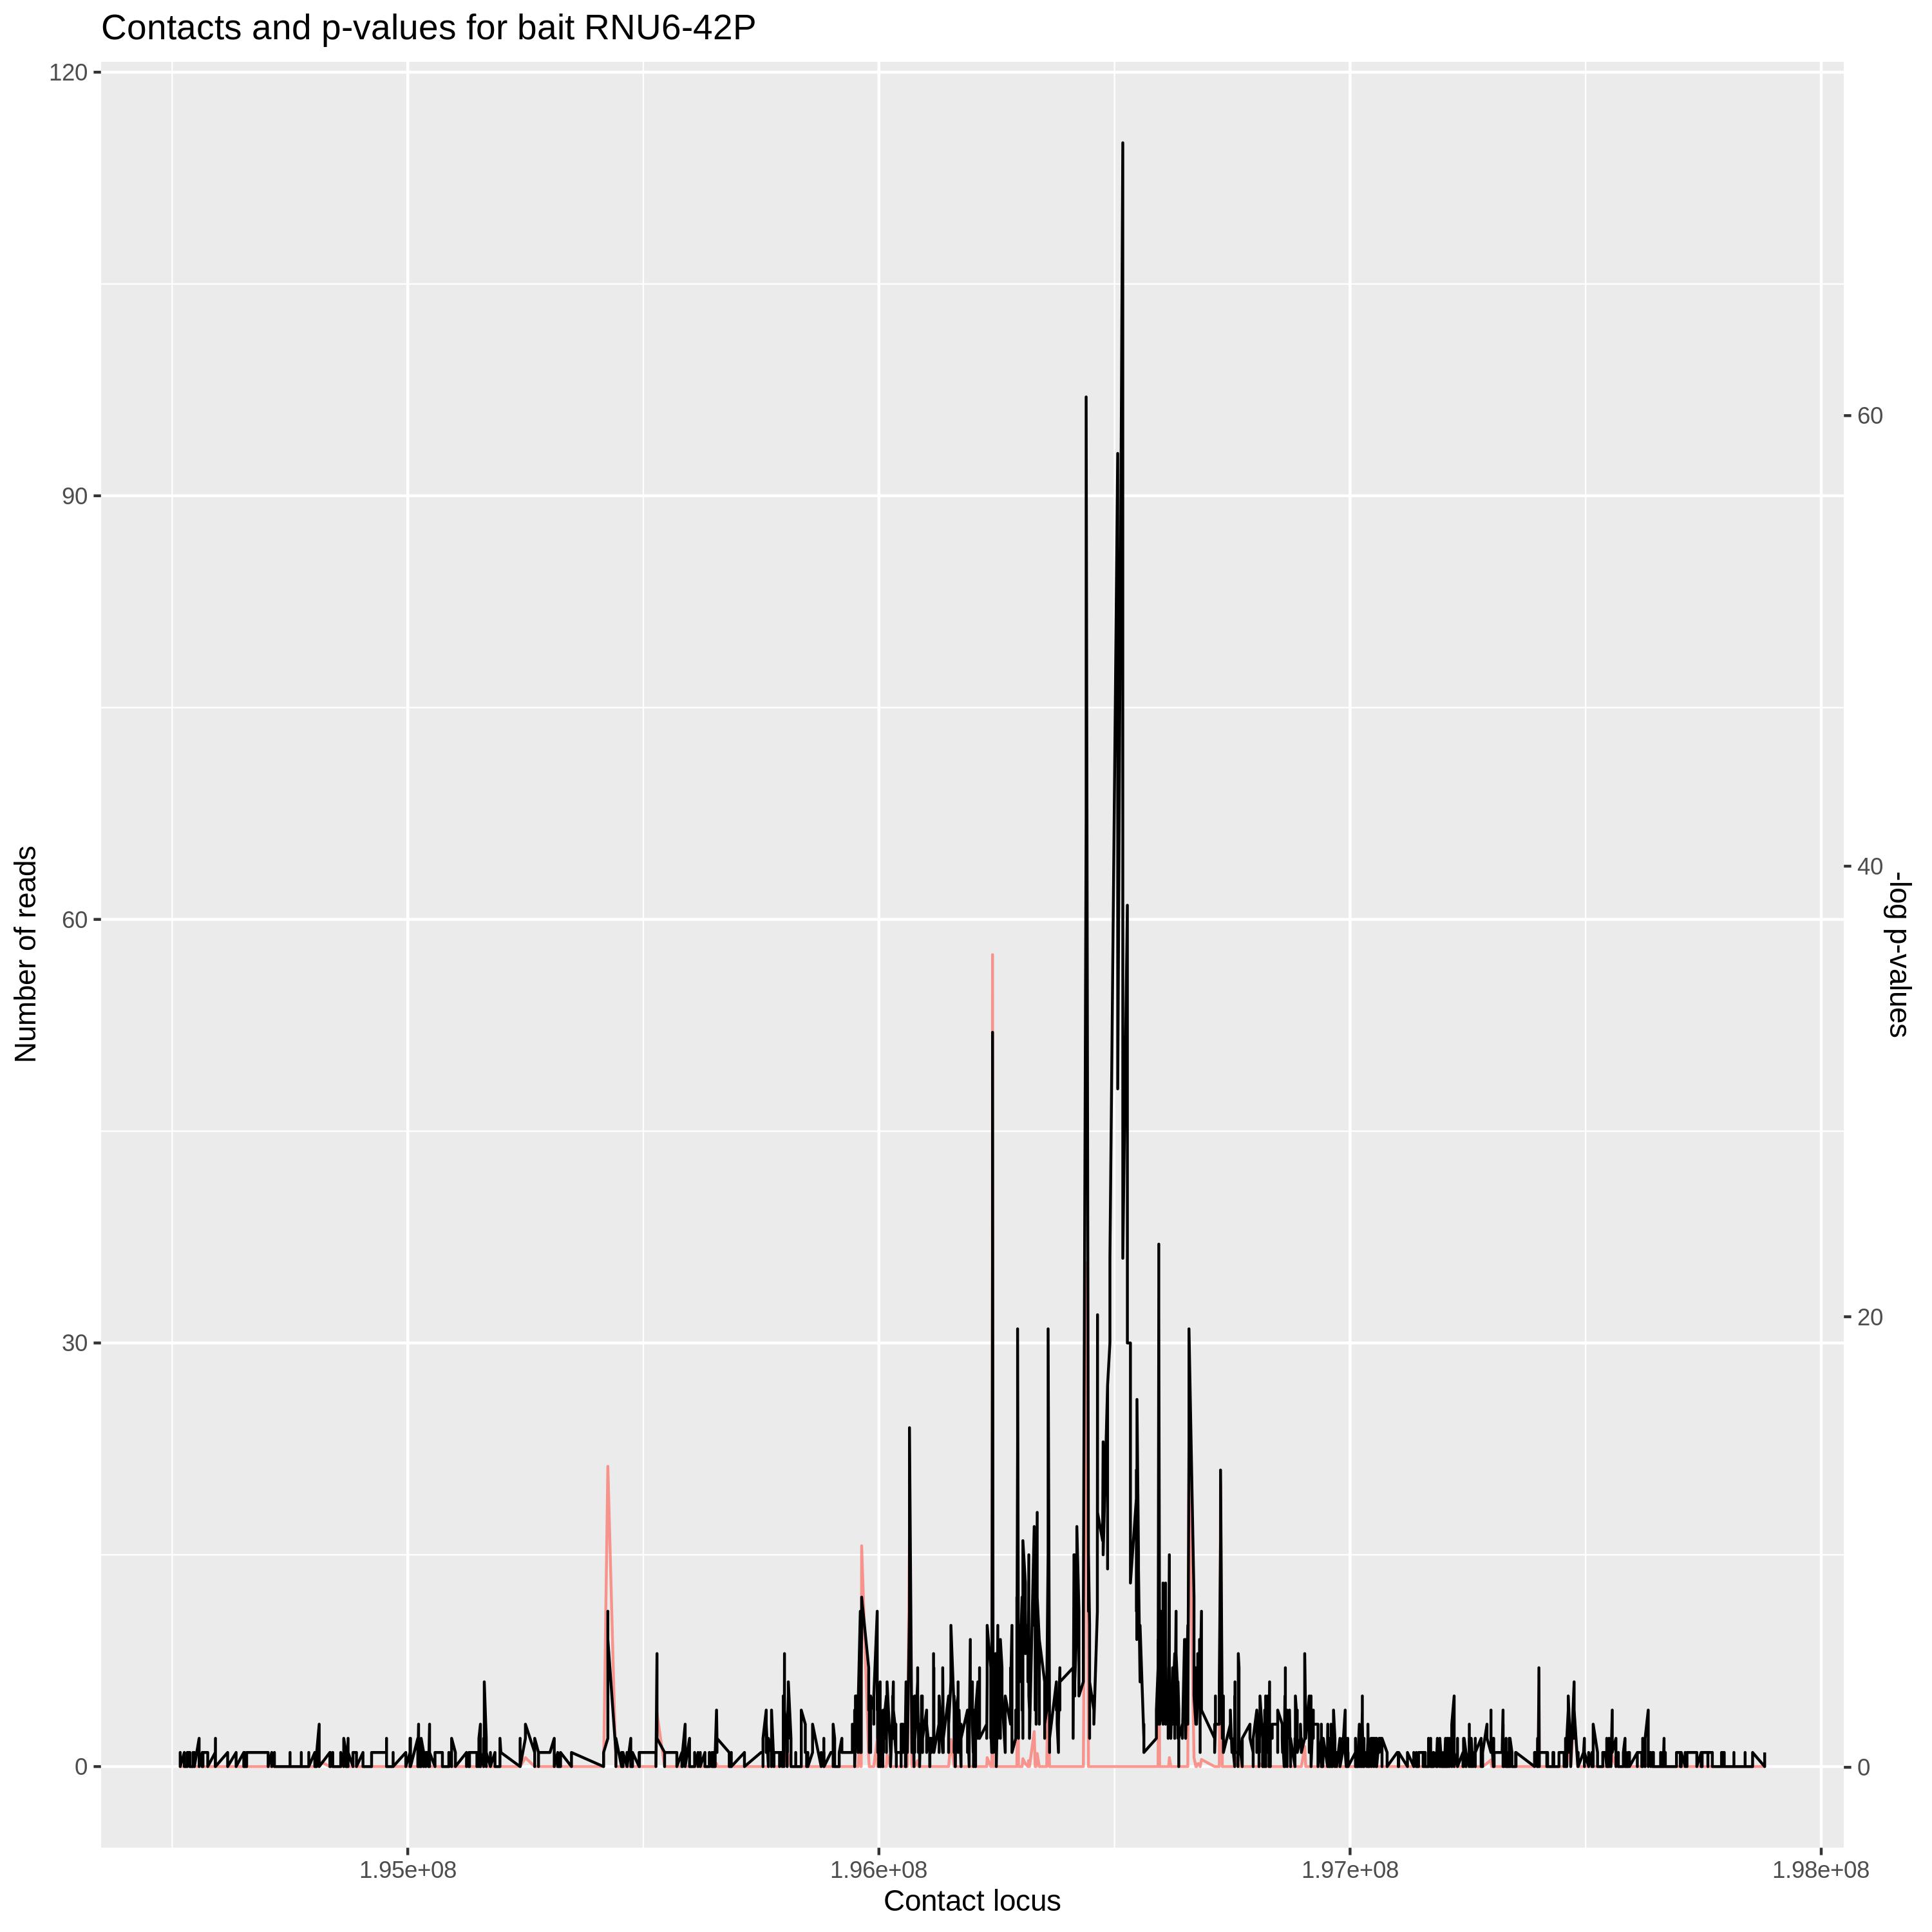 Contacts and p-values for bait RNU6-42P
120
90
60
30
0
Number of reads
60
40
20
0
-log p-values
1.95e+08 1.96e+08 1.97e+08 1.98e+08
Contact locus